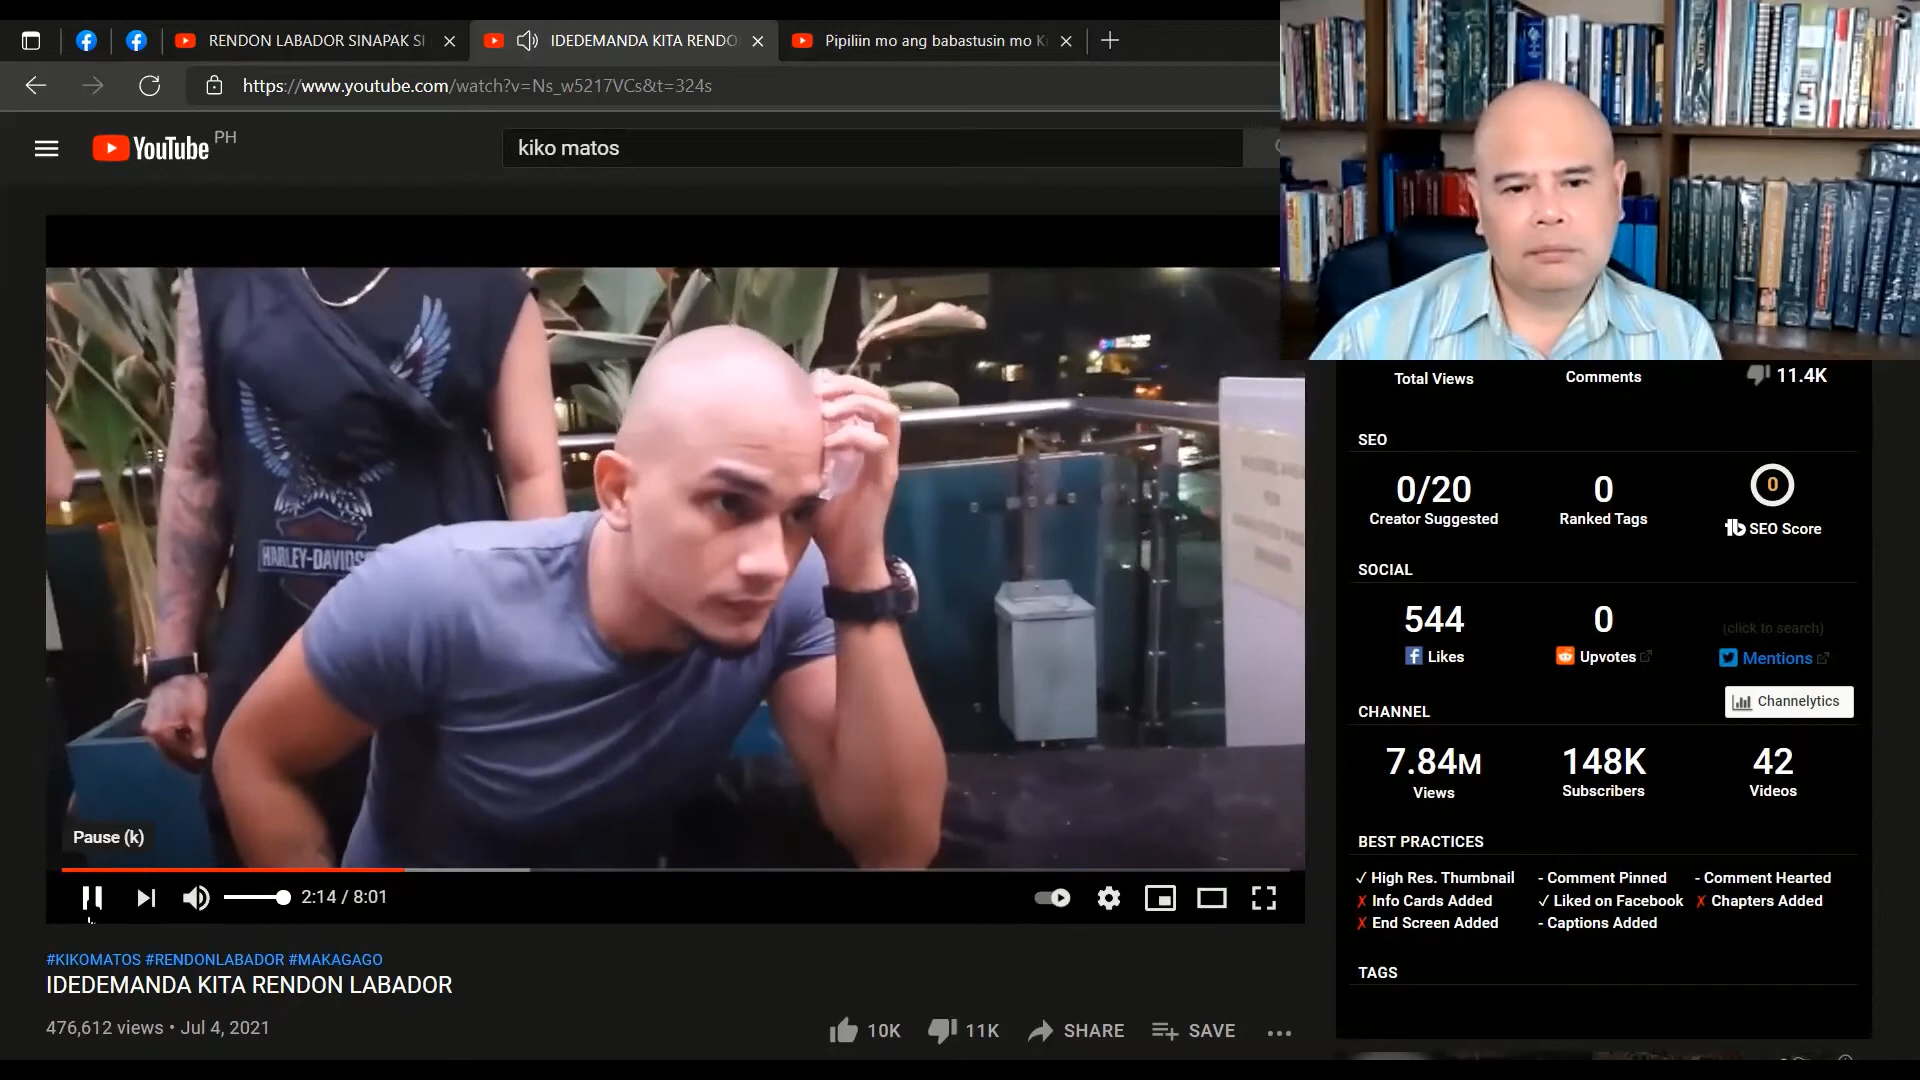 RENDON LABADOR SINAPAK SI
IDEDEMANDA KITA RENDO
Pipiliin mo ang babastusin mo K
https://www.youtube.com/watch?v=Ns_w5217VCs&t=324s
YouTube PH
kiko matos
HARLEY-DAVIDS
Pause (k)
2:14 / 8:01
#KIKOMATOS #RENDONLABADOR #MAKAGAGO
IDEDEMANDA KITA RENDON LABADOR
476,612 views • Jul 4, 2021
10K 11K SHARE SAVE
Total Views Comments 11.4K
SEO
0/20 0 0
Creator Suggested Ranked Tags tb SEO Score
SOCIAL
544 0 (click to search)
Likes Upvotes Mentions
Channelytics
CHANNEL
7.84M 148K 42
Views Subscribers Videos
BEST PRACTICES
✓ High Res. Thumbnail - Comment Pinned - Comment Hearted
✗ Info Cards Added ✓ Liked on Facebook ✗ Chapters Added
✗ End Screen Added - Captions Added
TAGS